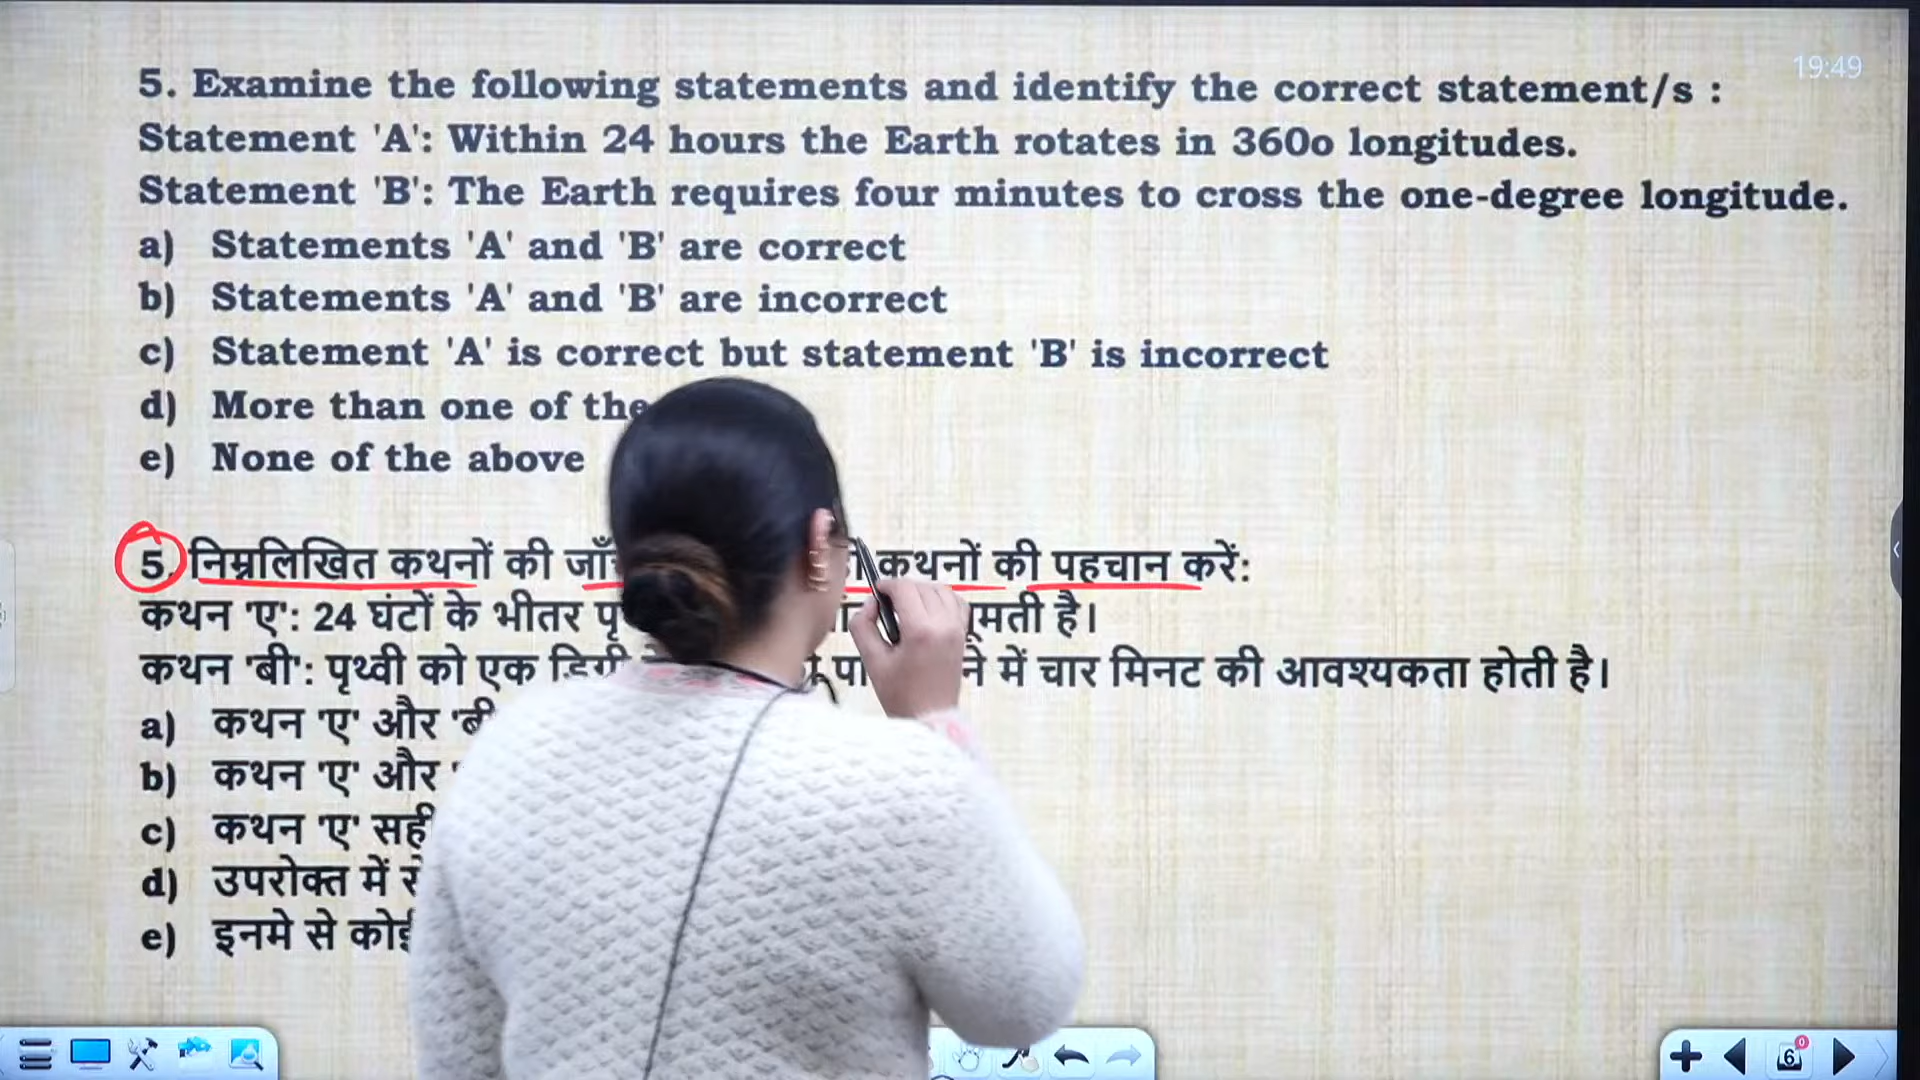 19:49
5. Examine the following statements and identify the correct statement/s :
Statement 'A': Within 24 hours the Earth rotates in 360o longitudes.
Statement 'B': The Earth requires four minutes to cross the one-degree longitude.
a) Statements 'A' and 'B' are correct
b) Statements 'A' and 'B' are incorrect
c) Statement 'A' is correct but statement 'B' is incorrect
d) More than one of the
e) None of the above
5. निम्नलिखित कथनों की कथनों की पहचान करें:
कथन 'ए': 24 घंटों के भीतर है।
कथन 'बी': पृथ्वी को एक में चार मिनट की आवश्यकता होती है।
a) कथन 'ए' और 'बी
b) कथन 'ए' और
c) कथन 'ए' सही
d) उपरोक्त में
e) इनमे से कोई
6
0